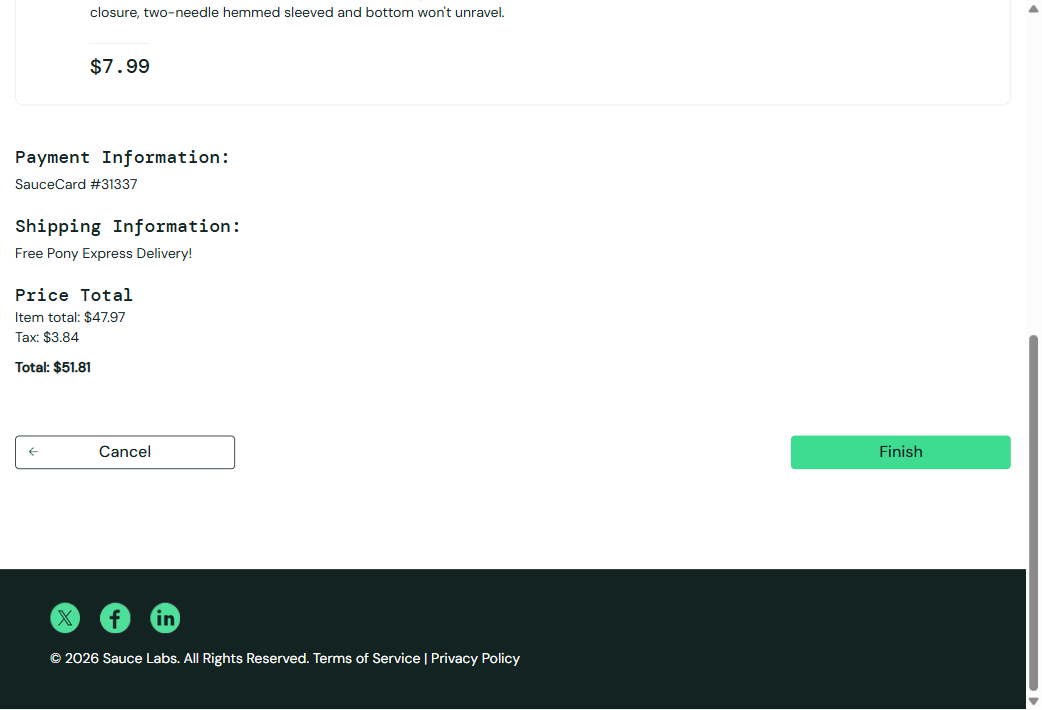 closure, two-needle hemmed sleeved and bottom won't unravel.
$7.99
Payment Information:
SauceCard #31337
Shipping Information:
Free Pony Express Delivery!
Price Total
Item total: $47.97
Tax: $3.84
Total: $51.81
Cancel
Finish
© 2026 Sauce Labs. All Rights Reserved. Terms of Service | Privacy Policy